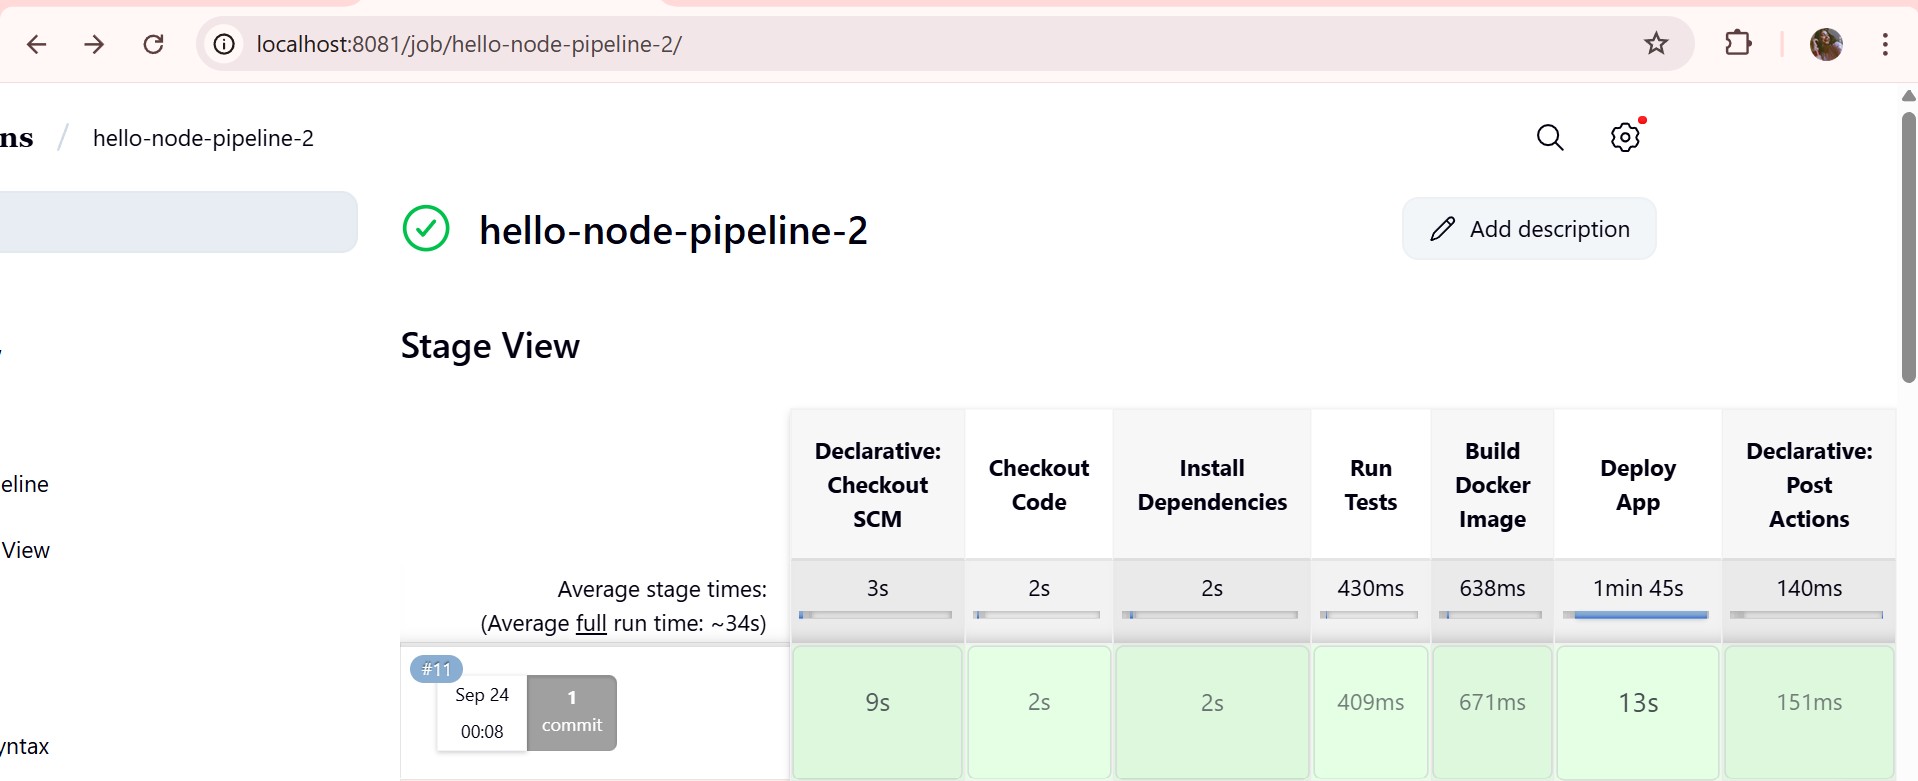 localhost:8081/job/hello-node-pipeline-2/
ns / hello-node-pipeline-2
hello-node-pipeline-2
Add description
Stage View
eline
View
yntax
Declarative:
Checkout
SCM
Checkout
Code
Install
Dependencies
Run
Tests
Build
Docker
Image
Deploy
App
Declarative:
Post
Actions
Average stage times:
(Average full run time: ~34s)
3s
2s
2s
430ms
638ms
1min 45s
140ms
#11
Sep 24
00:08
1
commit
9s
2s
2s
409ms
671ms
13s
151ms